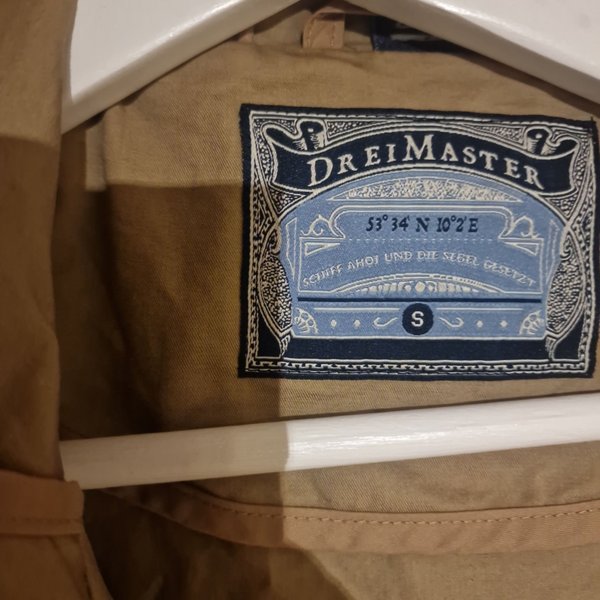 DREIMASTER
53° 34' N 10° 2' E
SCHIFF AHOI UND DIE SEGEL GESETZT
S